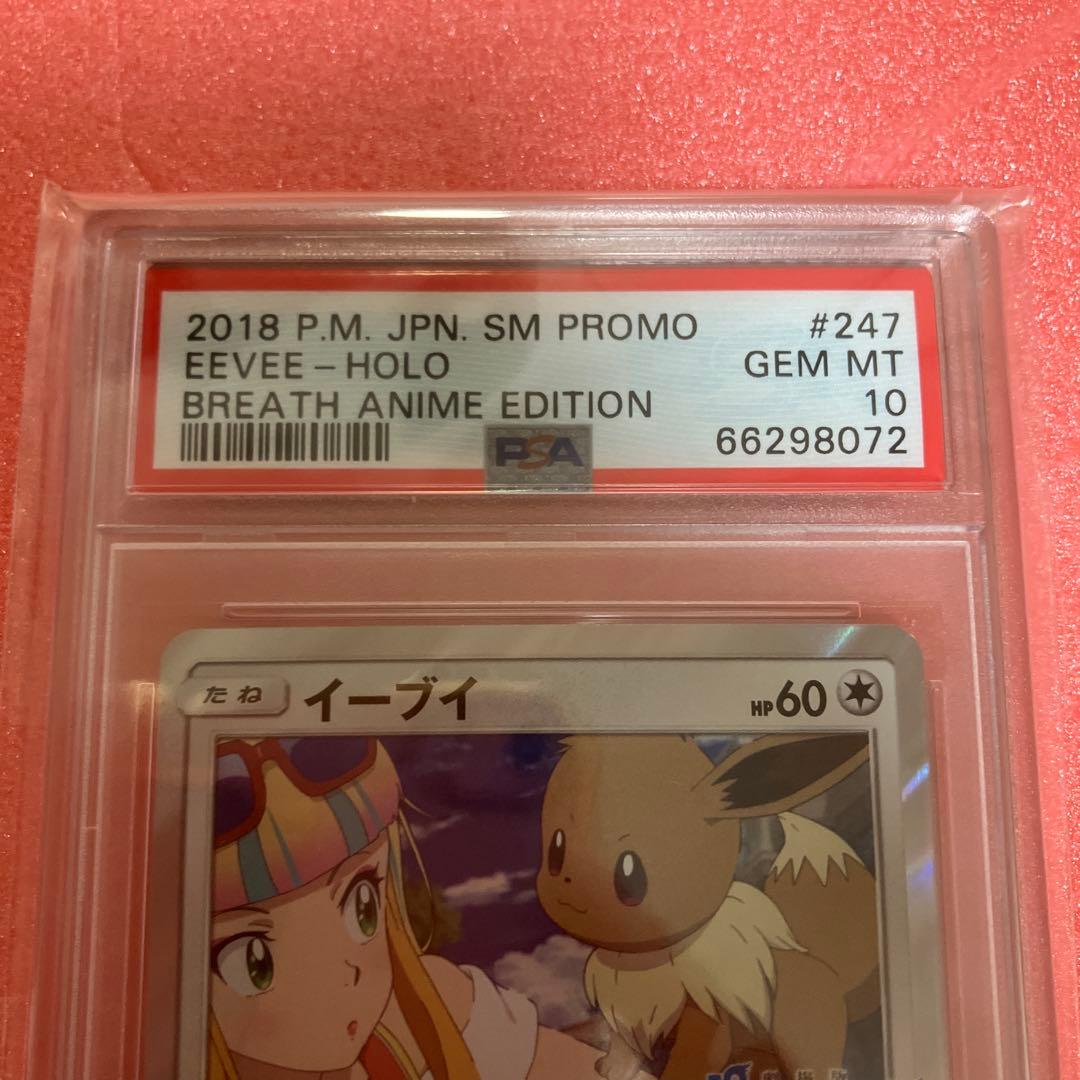 2018 P.M. JPN. SM PROMO #247
EEVEE - HOLO GEM MT
BREATH ANIME EDITION 10
PSA 66298072
たね イーブイ HP60